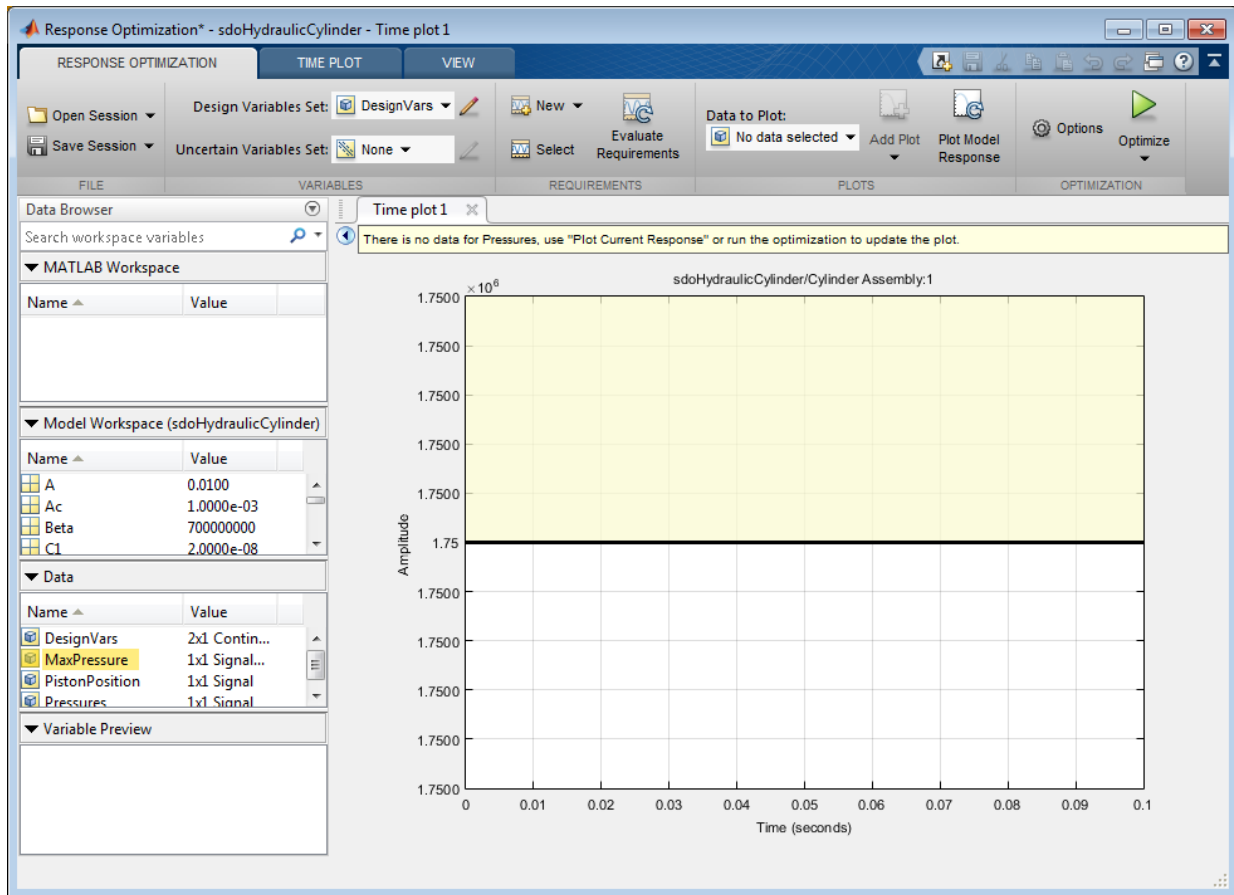 Response Optimization* - sdoHydraulicCylinder - Time plot 1
RESPONSE OPTIMIZATION TIME PLOT VIEW
Open Session
Save Session
FILE
Design Variables Set: DesignVars
Uncertain Variables Set: None
VARIABLES
New
Select
Evaluate
Requirements
REQUIREMENTS
Data to Plot:
No data selected
Add Plot
Plot Model
Response
PLOTS
Options
Optimize
OPTIMIZATION
Data Browser
Search workspace variables
MATLAB Workspace
Name Value
Model Workspace (sdoHydraulicCylinder)
Name Value
A 0.0100
Ac 1.0000e-03
Beta 700000000
C1 2.0000e-08
Data
Name Value
DesignVars 2x1 Contin...
MaxPressure 1x1 Signal...
PistonPosition 1x1 Signal
Pressures 1x1 Signal
Variable Preview
Time plot 1
There is no data for Pressures, use "Plot Current Response" or run the optimization to update the plot.
sdoHydraulicCylinder/Cylinder Assembly:1
×10⁶
1.7500
1.7500
1.7500
1.7500
1.7500
1.75
1.7500
1.7500
1.7500
1.7500
1.7500
Amplitude
0 0.01 0.02 0.03 0.04 0.05 0.06 0.07 0.08 0.09 0.1
Time (seconds)